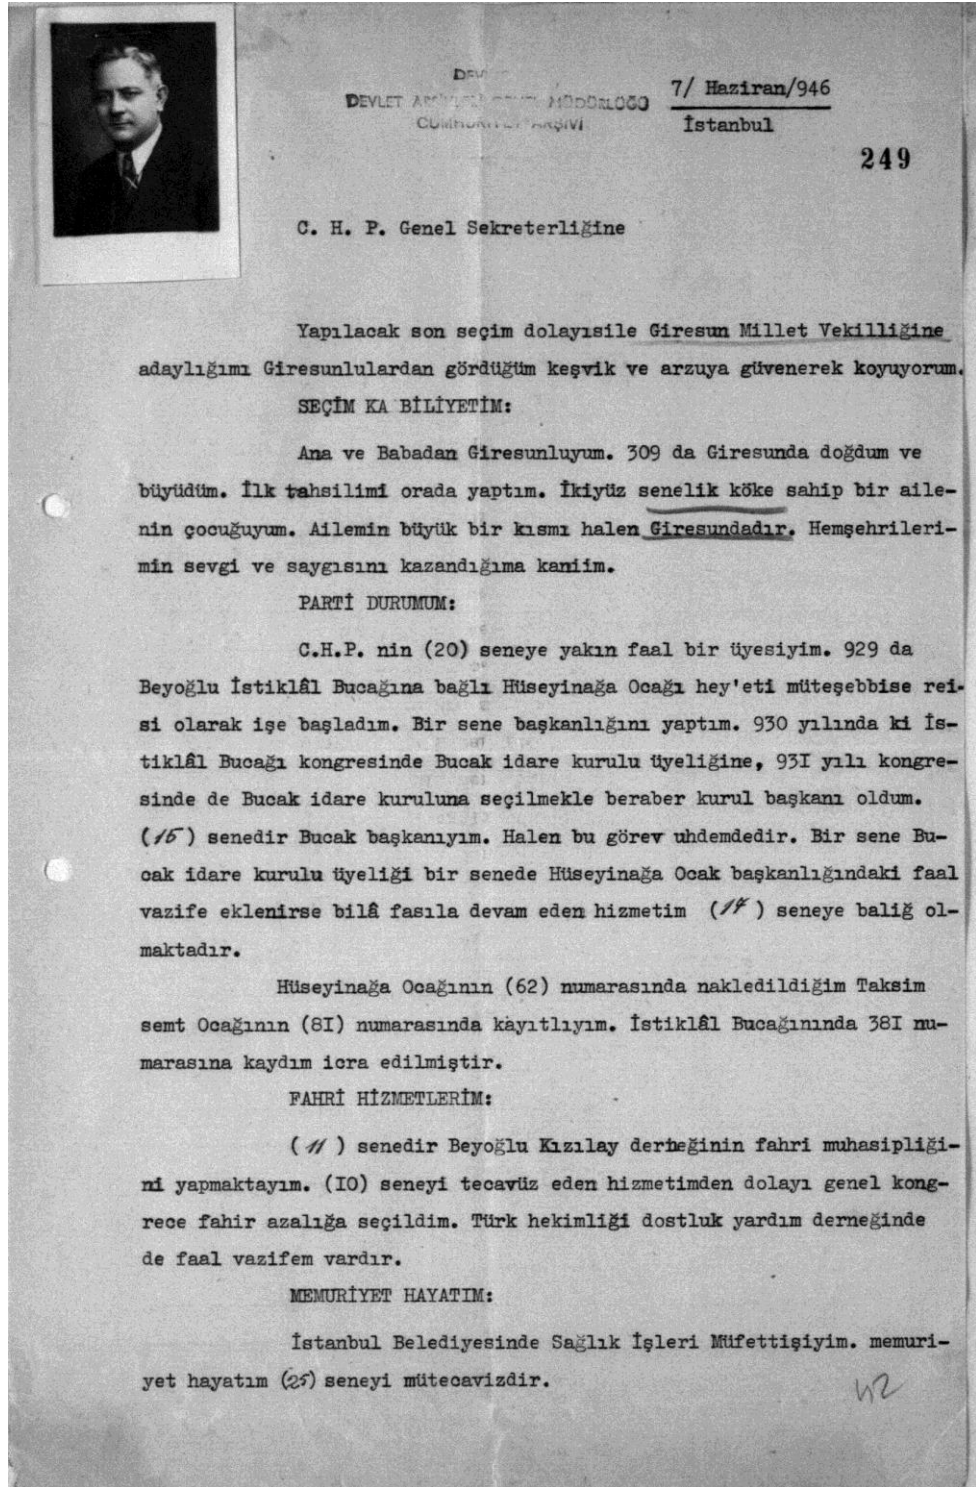 DEVLET
DEVLET ARŞİVLERİ GENEL MÜDÜRLÜĞÜ
CUMHURİYET ARŞİVİ
7/ Haziran/946
İstanbul
249
C. H. P. Genel Sekreterliğine
Yapılacak son seçim dolayısile Giresun Millet Vekilliğine
adaylığımı Giresunlulardan gördüğüm keşvik ve arzuya güvenerek koyuyorum.
SEÇİM KA BİLİYETİM:
Ana ve Babadan Giresunluyum. 309 da Giresunda doğdum ve
büyüdüm. İlk tahsilimi orada yaptım. İkiyüz senelik köke sahip bir aile-
nin çocuğuyum. Ailemin büyük bir kısmı halen Giresundadır. Hemşehrileri-
min sevgi ve saygısını kazandığıma kaniim.
PARTİ DURUMUM:
C.H.P. nin (20) seneye yakın faal bir üyesiyim. 929 da
Beyoğlu İstiklâl Bucağına bağlı Hüseyinağa Ocağı hey'eti müteşebbise rei-
si olarak işe başladım. Bir sene başkanlığını yaptım. 930 yılında ki İs-
tiklâl Bucağı kongresinde Bucak idare kurulu üyeliğine, 93I yılı kongre-
sinde de Bucak idare kuruluna seçilmekle beraber kurul başkanı oldum.
(15) senedir Bucak başkanıyım. Halen bu görev uhdemdedir. Bir sene Bu-
cak idare kurulu üyeliği bir senede Hüseyinağa Ocak başkanlığındaki faal
vazife eklenirse bilâ fasıla devam eden hizmetim (17) seneye baliğ ol-
maktadır.
Hüseyinağa Ocağının (62) numarasında nakledildiğim Taksim
semt Ocağının (8I) numarasında kayıtlıyım. İstiklâl Bucağınında 38I nu-
marasına kaydım icra edilmiştir.
FAHRİ HİZMETLERİM:
(11) senedir Beyoğlu Kızılay derneğinin fahri muhasipliği-
ni yapmaktayım. (IO) seneyi tecavüz eden hizmetimden dolayı genel kong-
rece fahir azalığa seçildim. Türk hekimliği dostluk yardım derneğinde
de faal vazifem vardır.
MEMURİYET HAYATIM:
İstanbul Belediyesinde Sağlık İşleri Müfettişiyim. memuri-
yet hayatım (25) seneyi mütecavizdir.
42